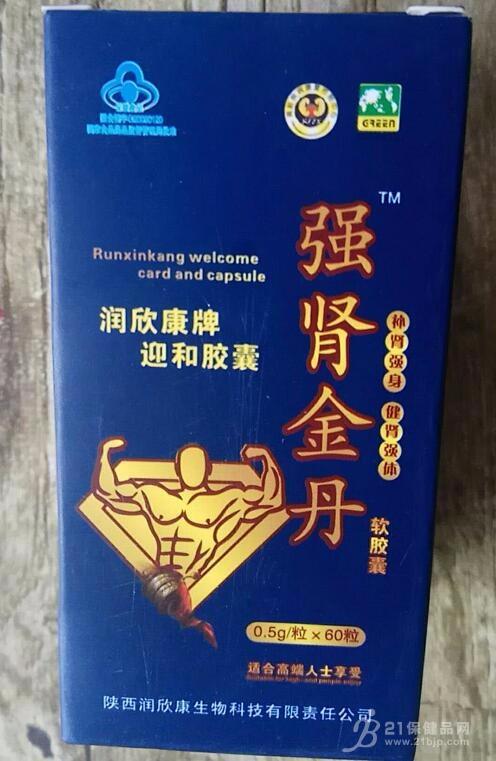 GREEN
TM
Runxinkang welcome
card and capsule
润欣康牌
迎和胶囊
强肾金丹
补肾强身 健肾强体
软胶囊
0.5g/粒×60粒
适合高端人士享受
陕西润欣康生物科技有限责任公司
21保健品网
www.21bjp.com